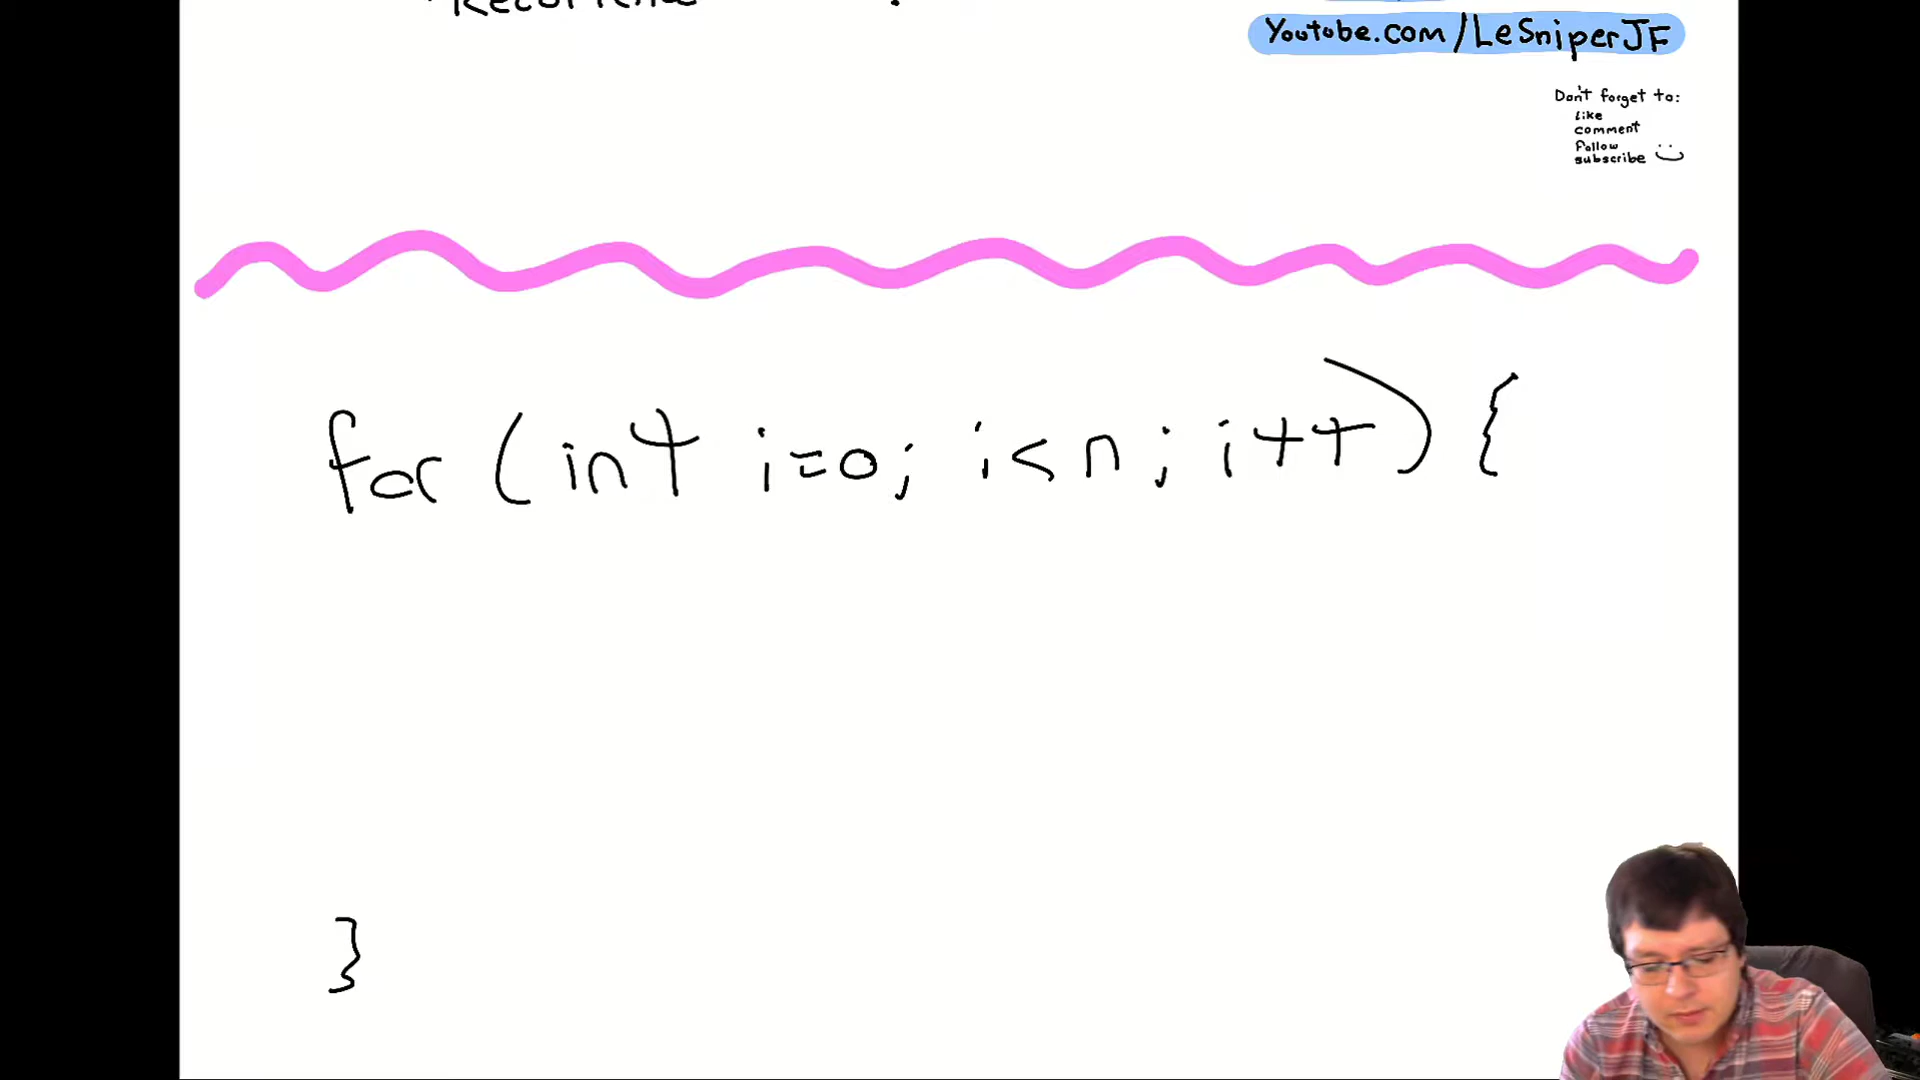 Youtube.com/LeSniperJF
Don't forget to:
like
comment
follow
subscribe
for (int i=0; i<n; i++) {
}